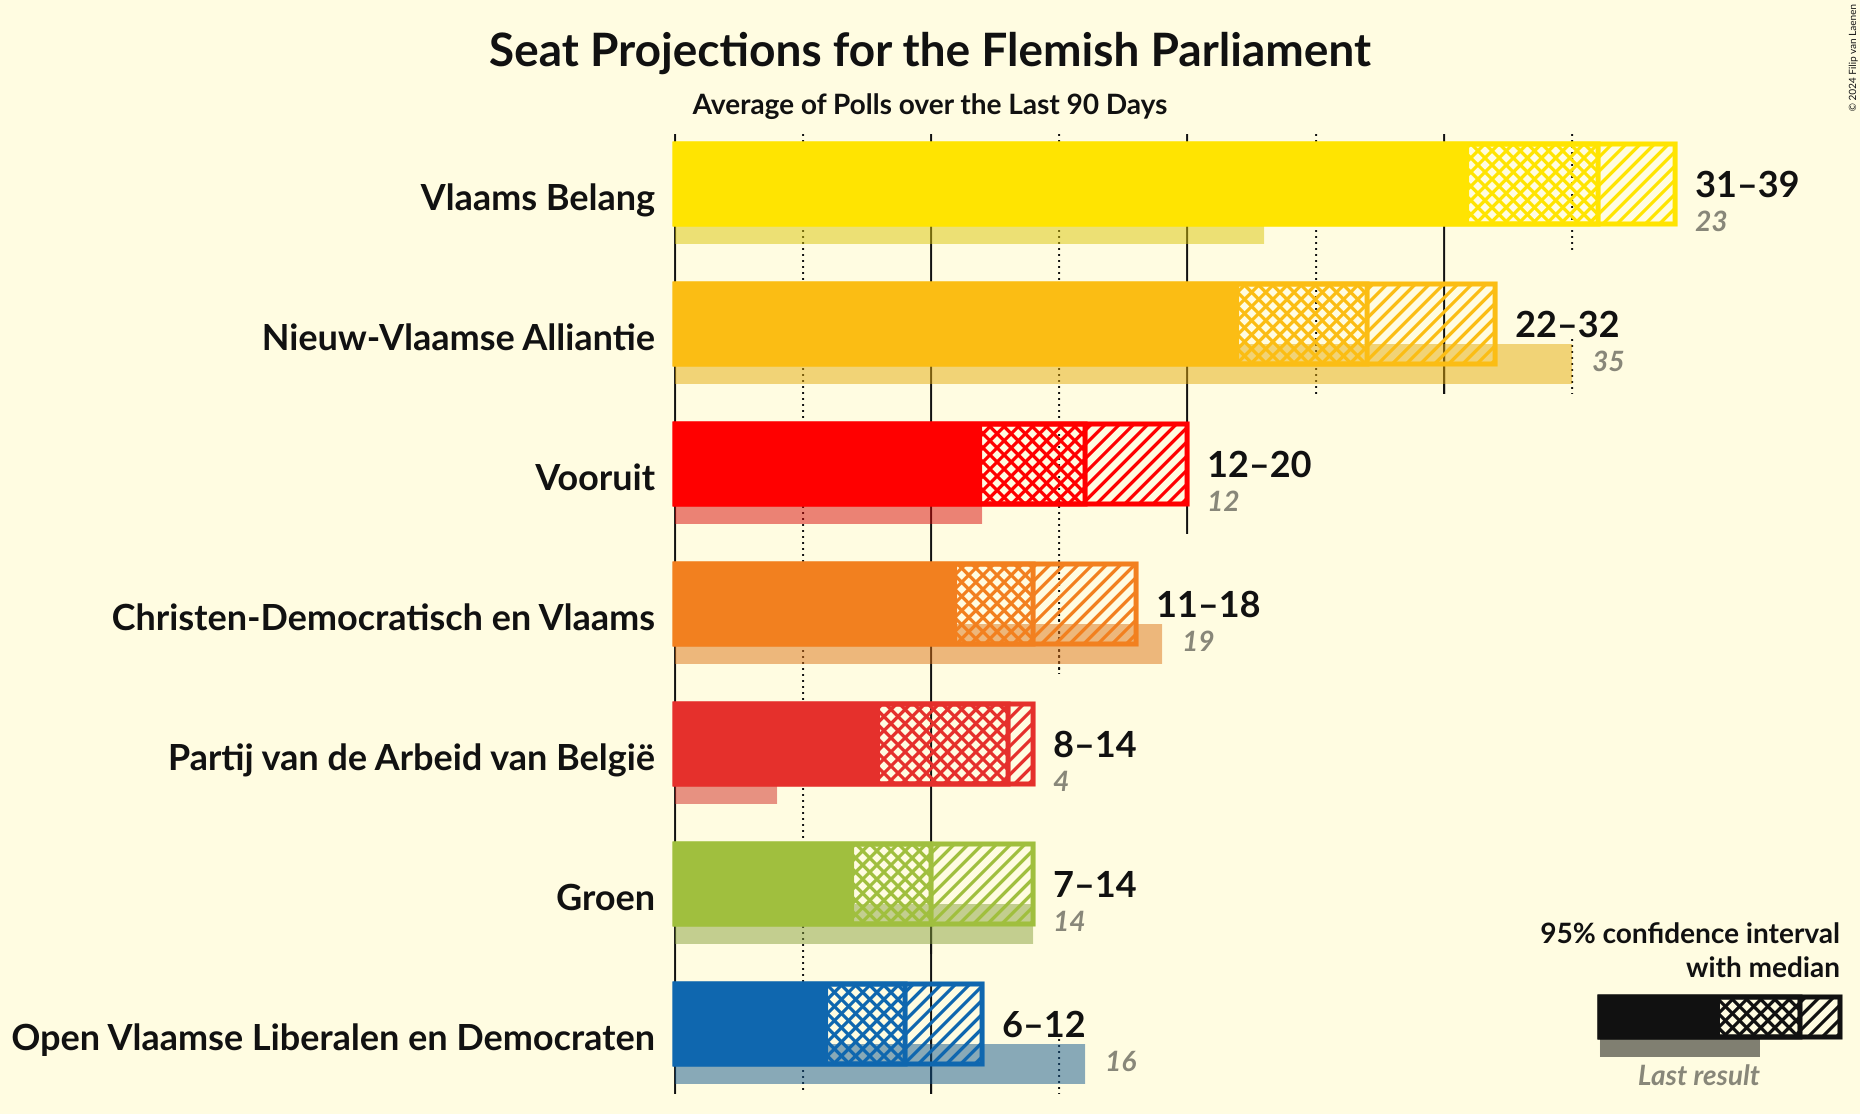 Seat Projections for the Flemish Parliament
Average of Polls over the Last 90 Days
© 2024 Filip van Laenen
Vlaams Belang
31–39
23
Nieuw-Vlaamse Alliantie
22–32
35
Vooruit
12–20
12
Christen-Democratisch en Vlaams
11–18
19
Partij van de Arbeid van België
8–14
4
Groen
7–14
14
Open Vlaamse Liberalen en Democraten
6–12
16
95% confidence interval
with median
Last result